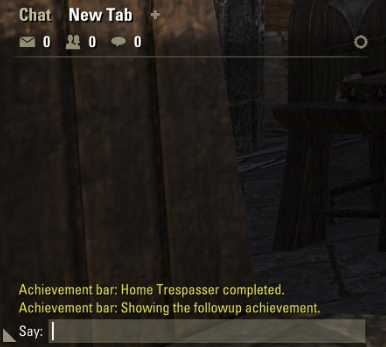 Chat New Tab +
0 0 0
Achievement bar: Home Trespasser completed.
Achievement bar: Showing the followup achievement.
Say: